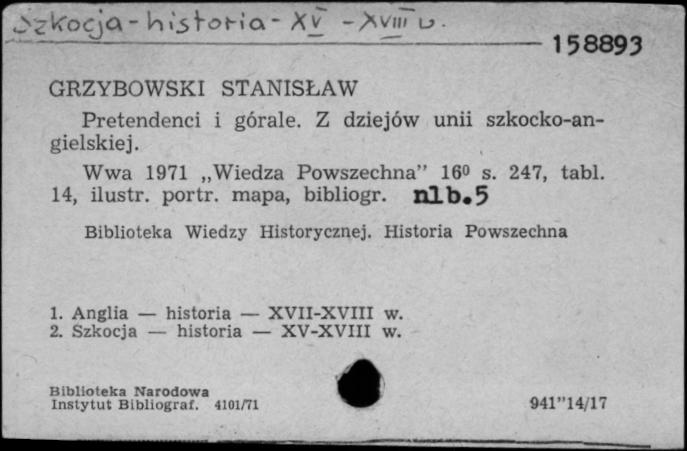 Szkocja - historia - XV - XVIII w.
158893
GRZYBOWSKI STANISŁAW
Pretendenci i górale. Z dziejów unii szkocko-an-
gielskiej.
Wwa 1971 „Wiedza Powszechna” 16⁰ s. 247, tabl.
14, ilustr. portr. mapa, bibliogr. nlb.5
Biblioteka Wiedzy Historycznej. Historia Powszechna
1. Anglia — historia — XVII-XVIII w.
2. Szkocja — historia — XV-XVIII w.
Biblioteka Narodowa
Instytut Bibliograf. 4101/71
941”14/17